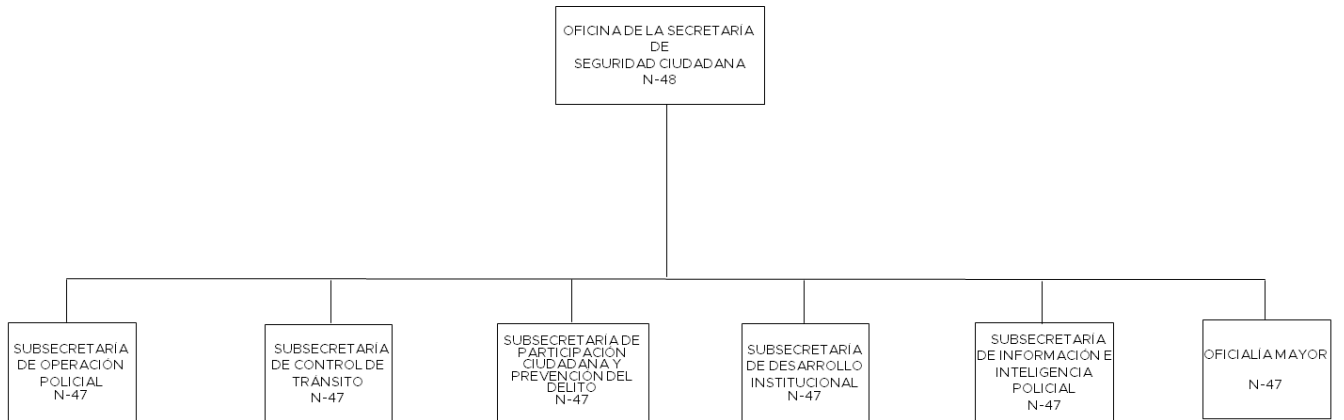 OFICINA DE LA SECRETARÍA
DE
SEGURIDAD CIUDADANA
N-48
SUBSECRETARÍA
DE OPERACIÓN
POLICIAL
N-47
SUBSECRETARÍA
DE CONTROL DE
TRÁNSITO
N-47
SUBSECRETARÍA DE
PARTICIPACIÓN
CIUDADANA Y
PREVENCIÓN DEL
DELITO
N-47
SUBSECRETARÍA
DE DESARROLLO
INSTITUCIONAL
N-47
SUBSECRETARÍA
DE INFORMACIÓN E
INTELIGENCIA
POLICIAL
N-47
OFICIALÍA MAYOR
N-47